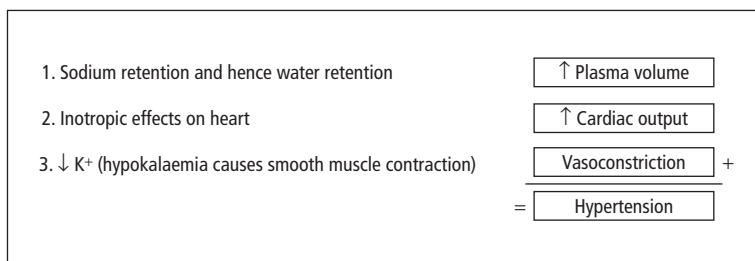 1. Sodium retention and hence water retention ↑ Plasma volume
2. Inotropic effects on heart ↑ Cardiac output
3. ↓ K⁺ (hypokalaemia causes smooth muscle contraction) Vasoconstriction +
= Hypertension